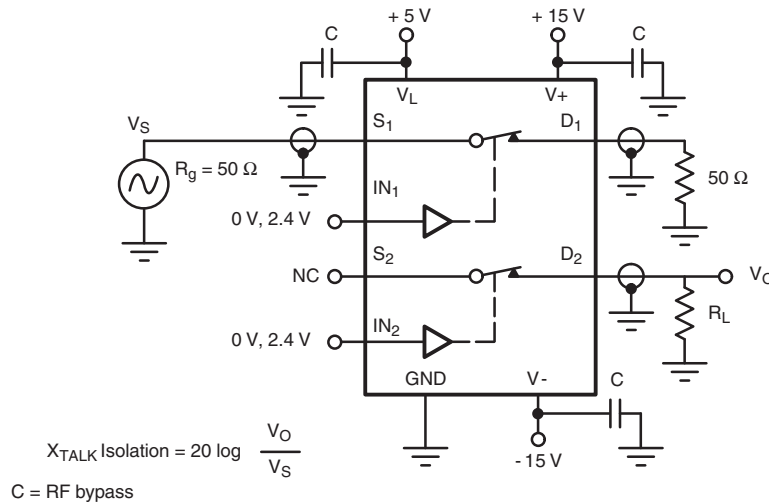 + 5 V
+ 15 V
C
C
V_L
V+
V_S
S_1
D_1
R_g = 50 Ω
50 Ω
IN_1
0 V, 2.4 V
S_2
D_2
NC
V_O
R_L
IN_2
0 V, 2.4 V
GND
V-
C
- 15 V
X_TALK Isolation = 20 log V_O / V_S
C = RF bypass